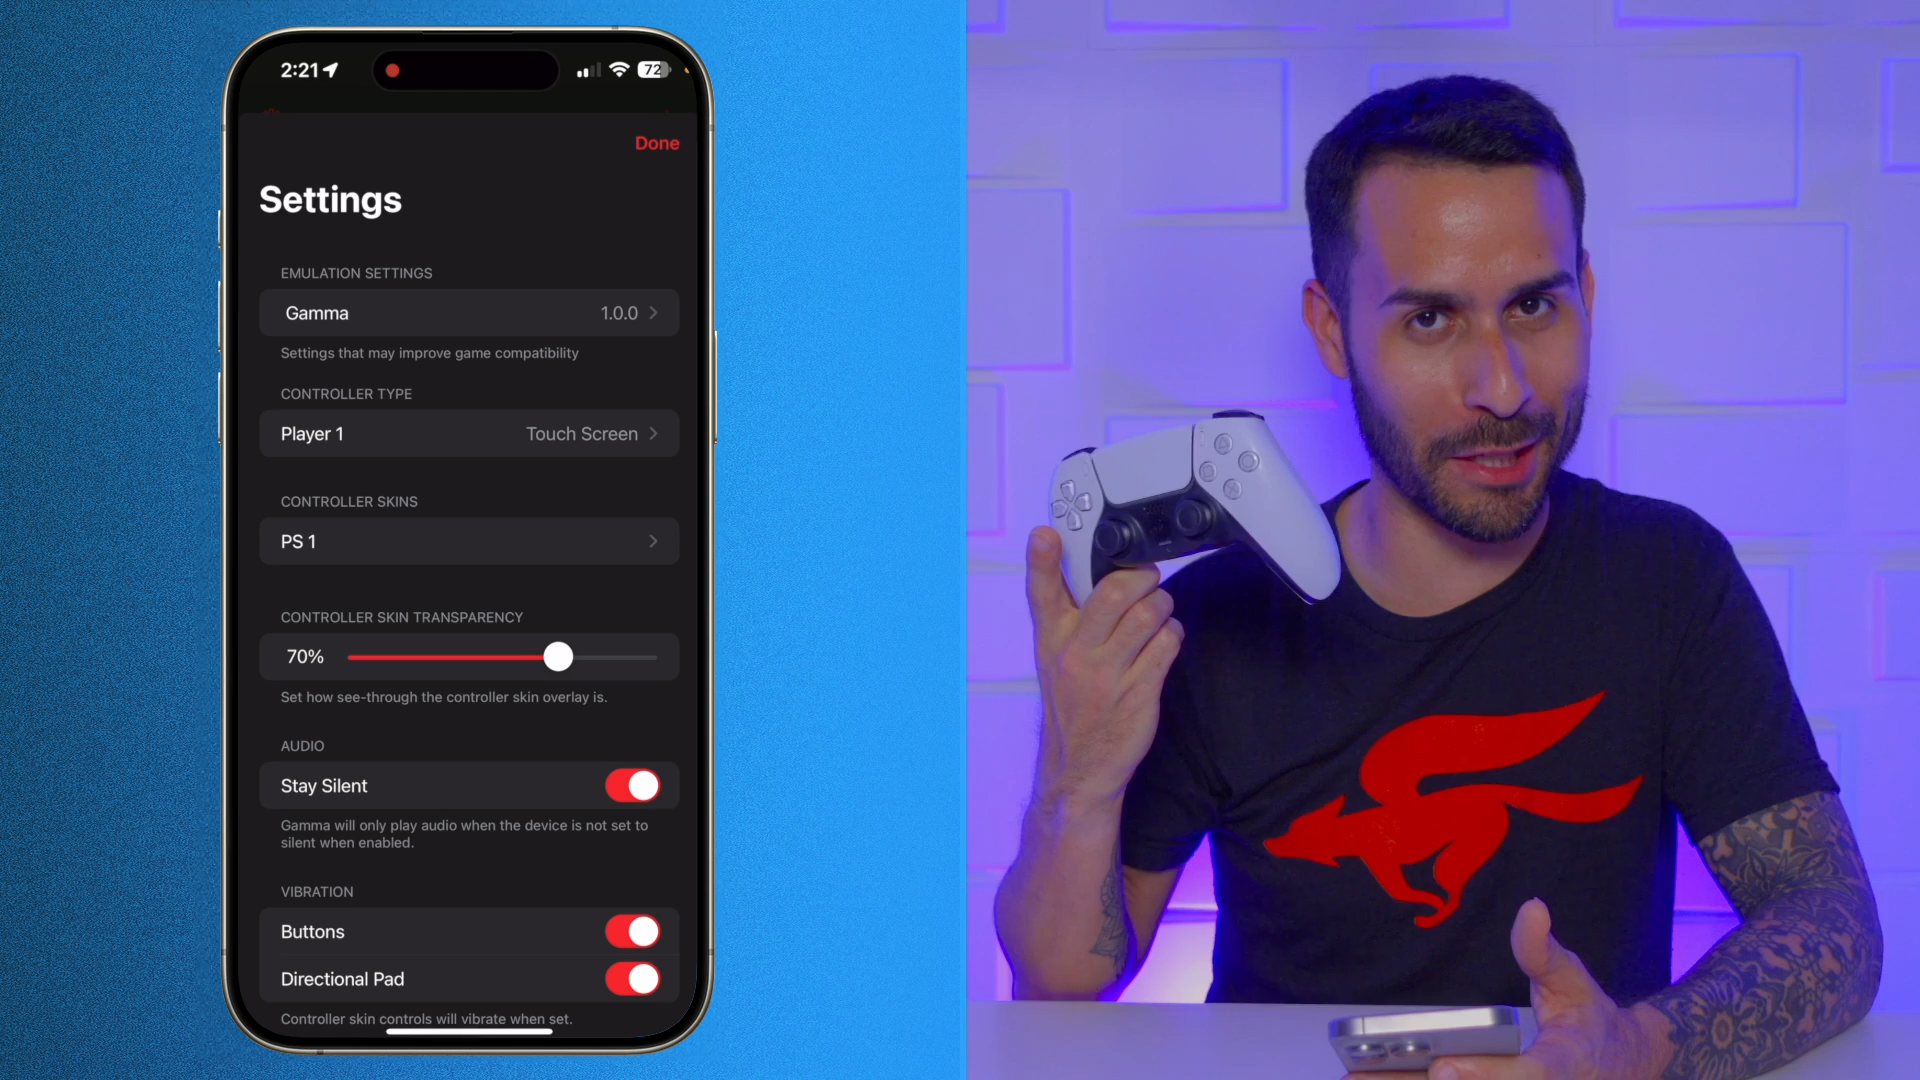 2:21
72
Done
Settings
EMULATION SETTINGS
Gamma
1.0.0
Settings that may improve game compatibility
CONTROLLER TYPE
Player 1
Touch Screen
CONTROLLER SKINS
PS 1
CONTROLLER SKIN TRANSPARENCY
70%
Set how see-through the controller skin overlay is.
AUDIO
Stay Silent
Gamma will only play audio when the device is not set to
silent when enabled.
VIBRATION
Buttons
Directional Pad
Controller skin controls will vibrate when set.